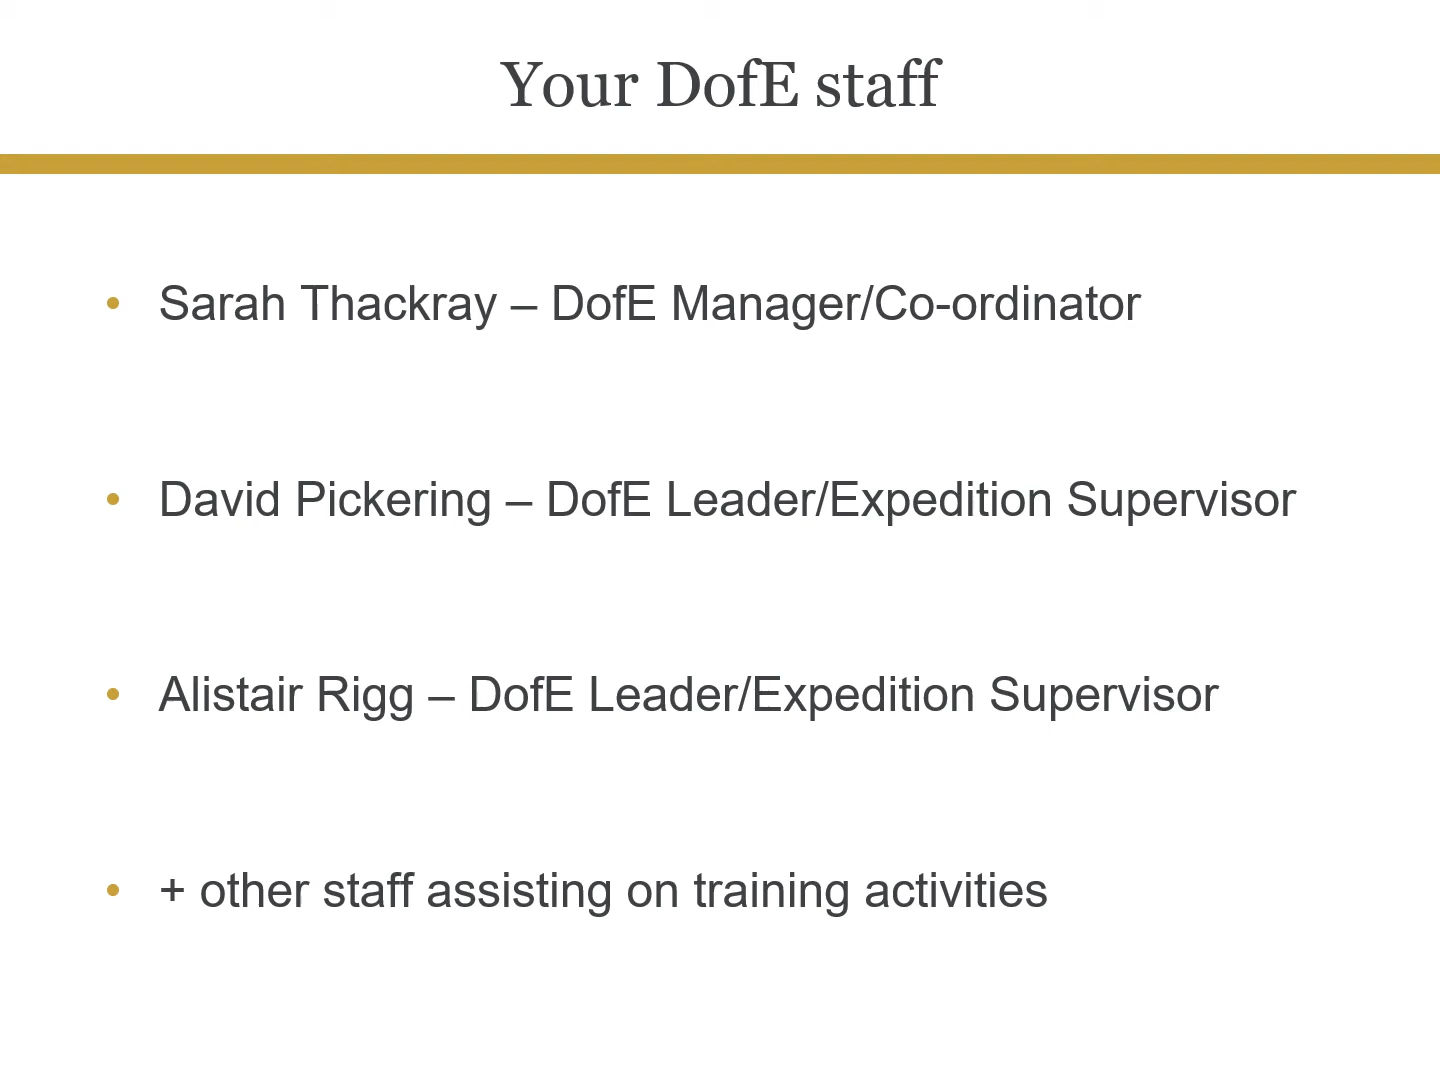 Your DofE staff
• Sarah Thackray – DofE Manager/Co-ordinator
• David Pickering – DofE Leader/Expedition Supervisor
• Alistair Rigg – DofE Leader/Expedition Supervisor
• + other staff assisting on training activities